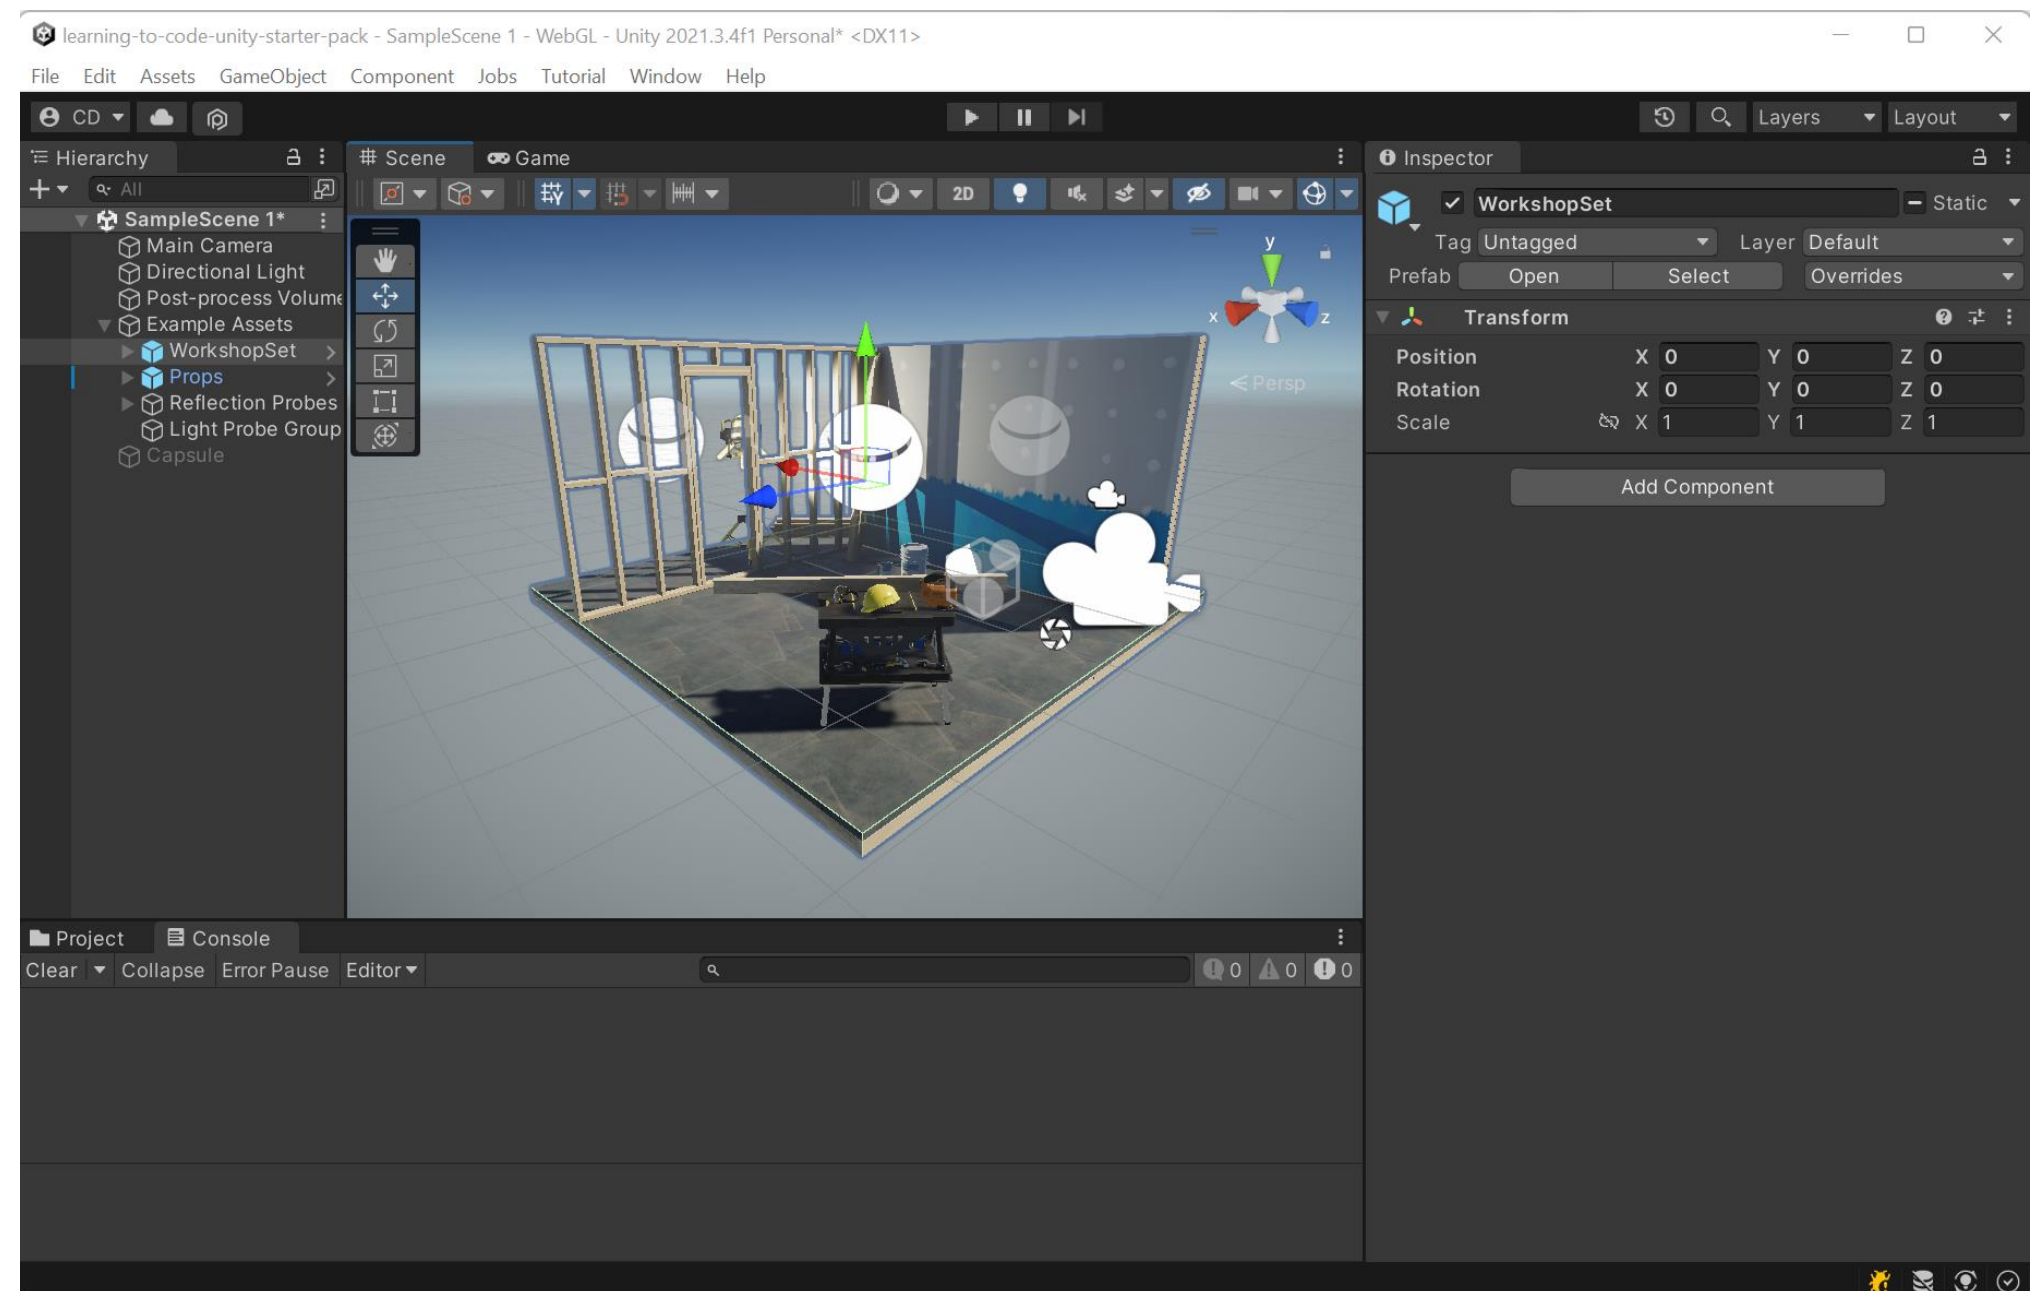 learning-to-code-unity-starter-pack - SampleScene 1 - WebGL - Unity 2021.3.4f1 Personal* <DX11>
File Edit Assets GameObject Component Jobs Tutorial Window Help
CD Layers Layout
Hierarchy Scene Game Inspector
All 2D WorkshopSet Static
SampleScene 1*
Main Camera
Directional Light
Post-process Volume
Example Assets
WorkshopSet
Props
Reflection Probes
Light Probe Group
Capsule
y
x z
Persp
Tag Untagged Layer Default
Prefab Open Select Overrides
Transform
Position X 0 Y 0 Z 0
Rotation X 0 Y 0 Z 0
Scale X 1 Y 1 Z 1
Add Component
Project Console
Clear Collapse Error Pause Editor 0 0 0